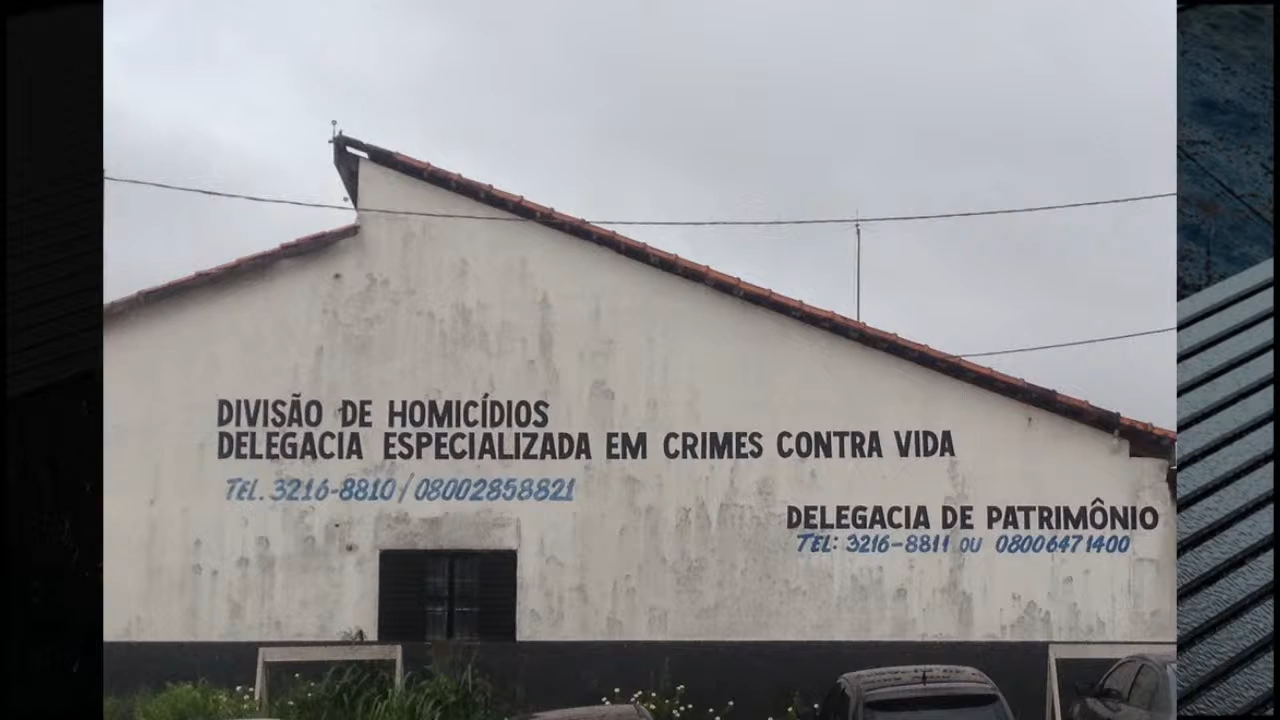 DIVISÃO DE HOMICÍDIOS
DELEGACIA ESPECIALIZADA EM CRIMES CONTRA VIDA
TEL. 3216-8810 / 08002858821
DELEGACIA DE PATRIMÔNIO
TEL: 3216-8811 OU 08006471400